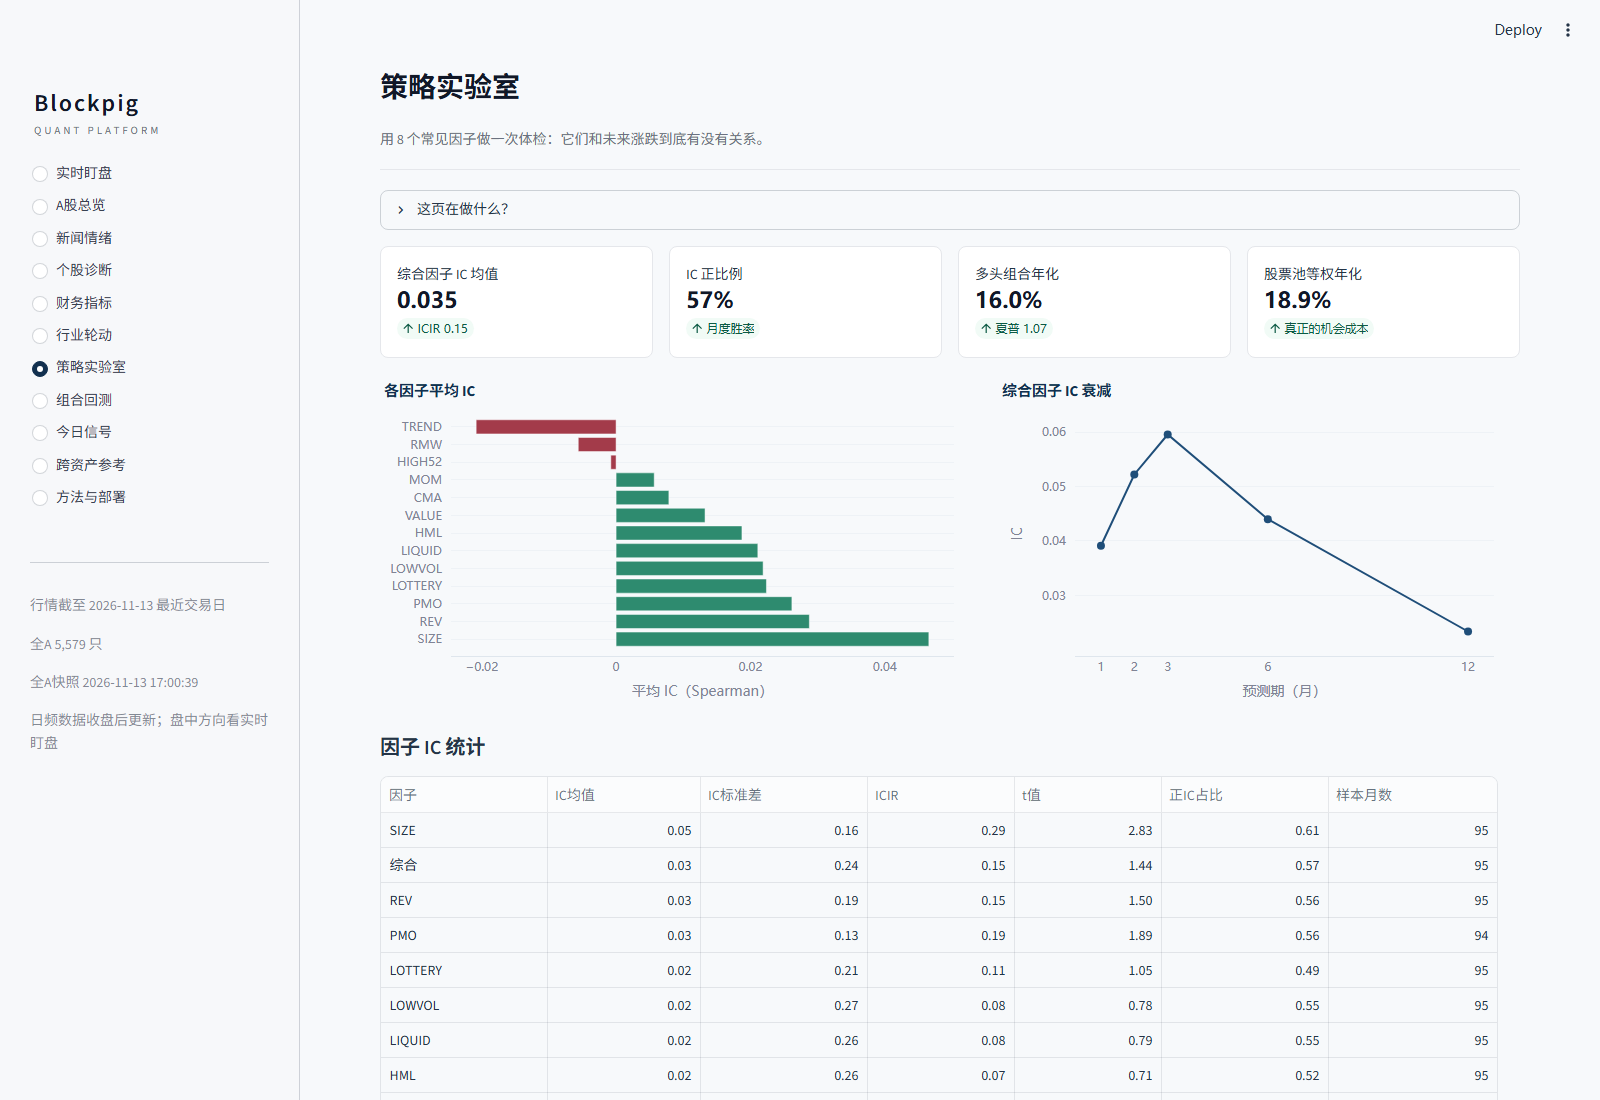 Deploy
Blockpig
QUANT PLATFORM
实时盯盘
A股总览
新闻情绪
个股诊断
财务指标
行业轮动
策略实验室
组合回测
今日信号
跨资产参考
方法与部署
行情截至 2026-11-13 最近交易日
全A 5,579 只
全A快照 2026-11-13 17:00:39
日频数据收盘后更新；盘中方向看实时
盯盘
策略实验室
用 8 个常见因子做一次体检：它们和未来涨跌到底有没有关系。
这页在做什么？
综合因子 IC 均值
0.035
↑ ICIR 0.15
IC 正比例
57%
↑ 月度胜率
多头组合年化
16.0%
↑ 夏普 1.07
股票池等权年化
18.9%
↑ 真正的机会成本
各因子平均 IC
TREND
RMW
HIGH52
MOM
CMA
VALUE
HML
LIQUID
LOWVOL
LOTTERY
PMO
REV
SIZE
−0.02 0 0.02 0.04
平均 IC（Spearman）
综合因子 IC 衰减
0.06
0.05
0.04
0.03
IC
1 2 3 6 12
预测期（月）
因子 IC 统计
因子 IC均值 IC标准差 ICIR t值 正IC占比 样本月数
SIZE 0.05 0.16 0.29 2.83 0.61 95
综合 0.03 0.24 0.15 1.44 0.57 95
REV 0.03 0.19 0.15 1.50 0.56 95
PMO 0.03 0.13 0.19 1.89 0.56 94
LOTTERY 0.02 0.21 0.11 1.05 0.49 95
LOWVOL 0.02 0.27 0.08 0.78 0.55 95
LIQUID 0.02 0.26 0.08 0.79 0.55 95
HML 0.02 0.26 0.07 0.71 0.52 95